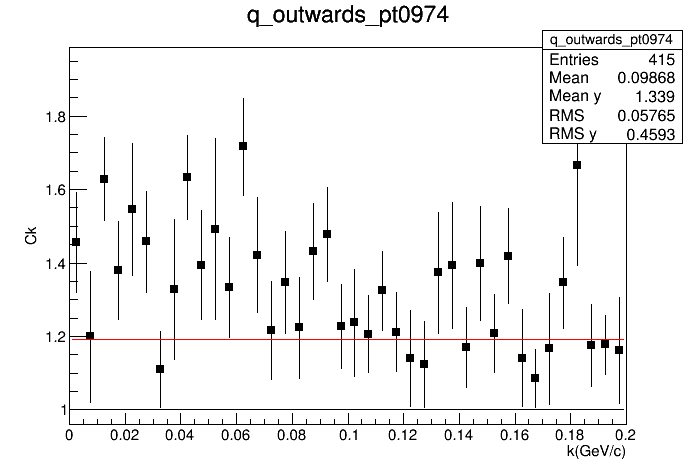 q_outwards_pt0974
q_outwards_pt0974
Entries 415
Mean 0.09868
Mean y 1.339
RMS 0.05765
RMS y 0.4593
Ck
1.8
1.6
1.4
1.2
1
0 0.02 0.04 0.06 0.08 0.1 0.12 0.14 0.16 0.18 0.2
k(GeV/c)